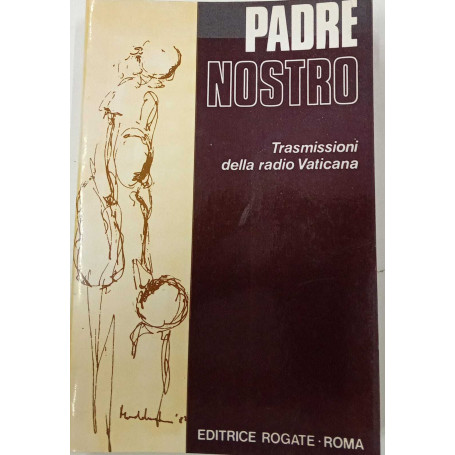 PADRE
NOSTRO
Trasmissioni
della radio Vaticana
EDITRICE ROGATE · ROMA